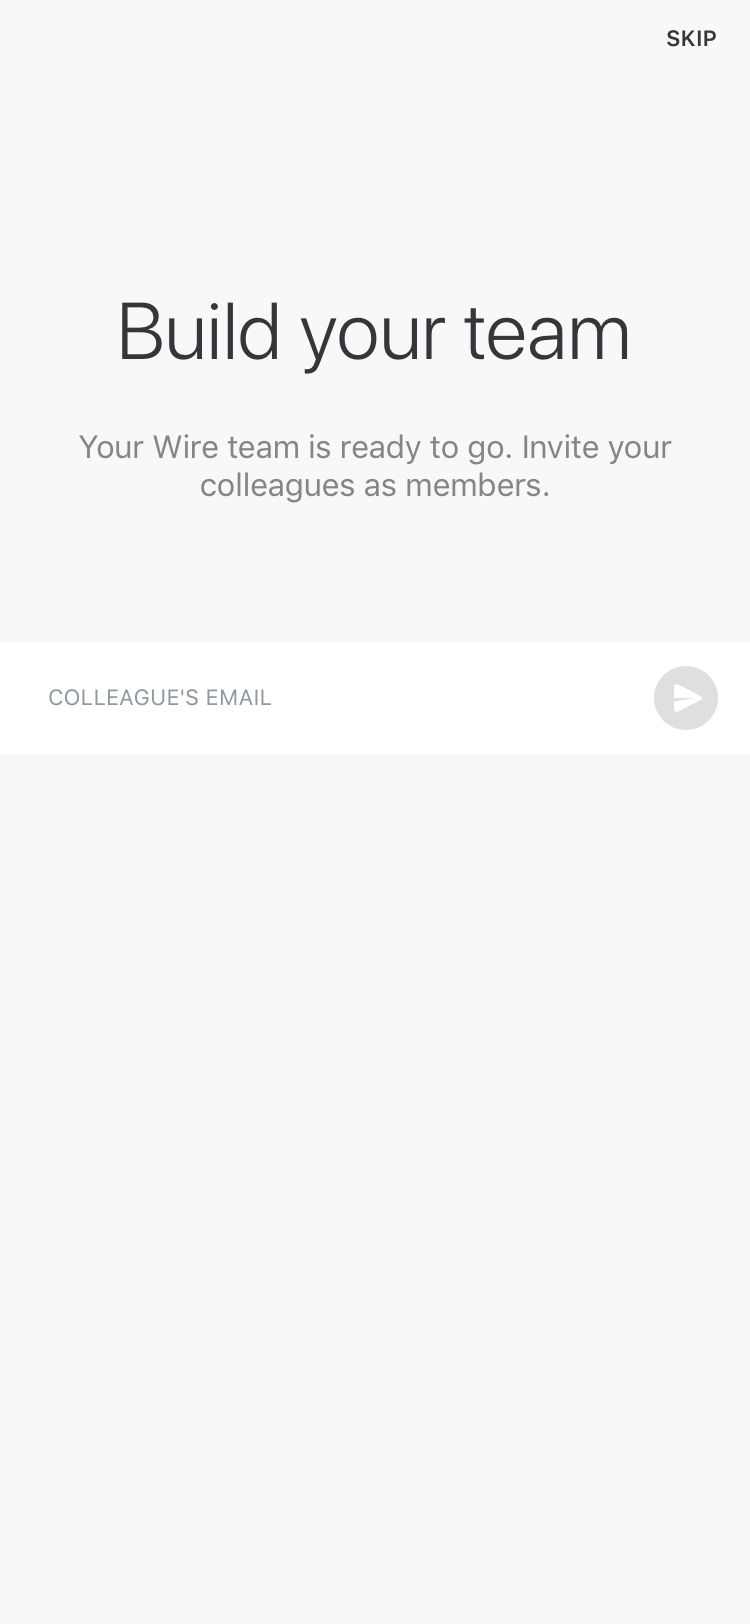 SKIP
Build your team
Your Wire team is ready to go. Invite your
colleagues as members.
COLLEAGUE'S EMAIL